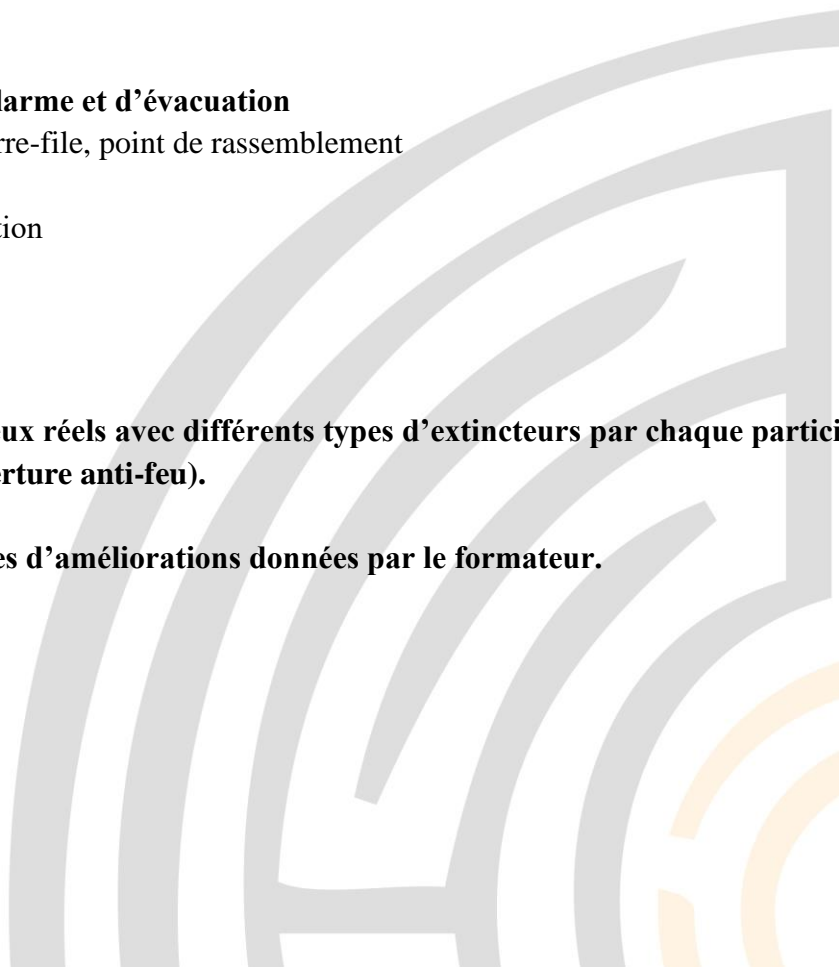 larme et d’évacuation
rre-file, point de rassemblement
tion
eux réels avec différents types d’extincteurs par chaque partici
erture anti-feu).
es d’améliorations données par le formateur.